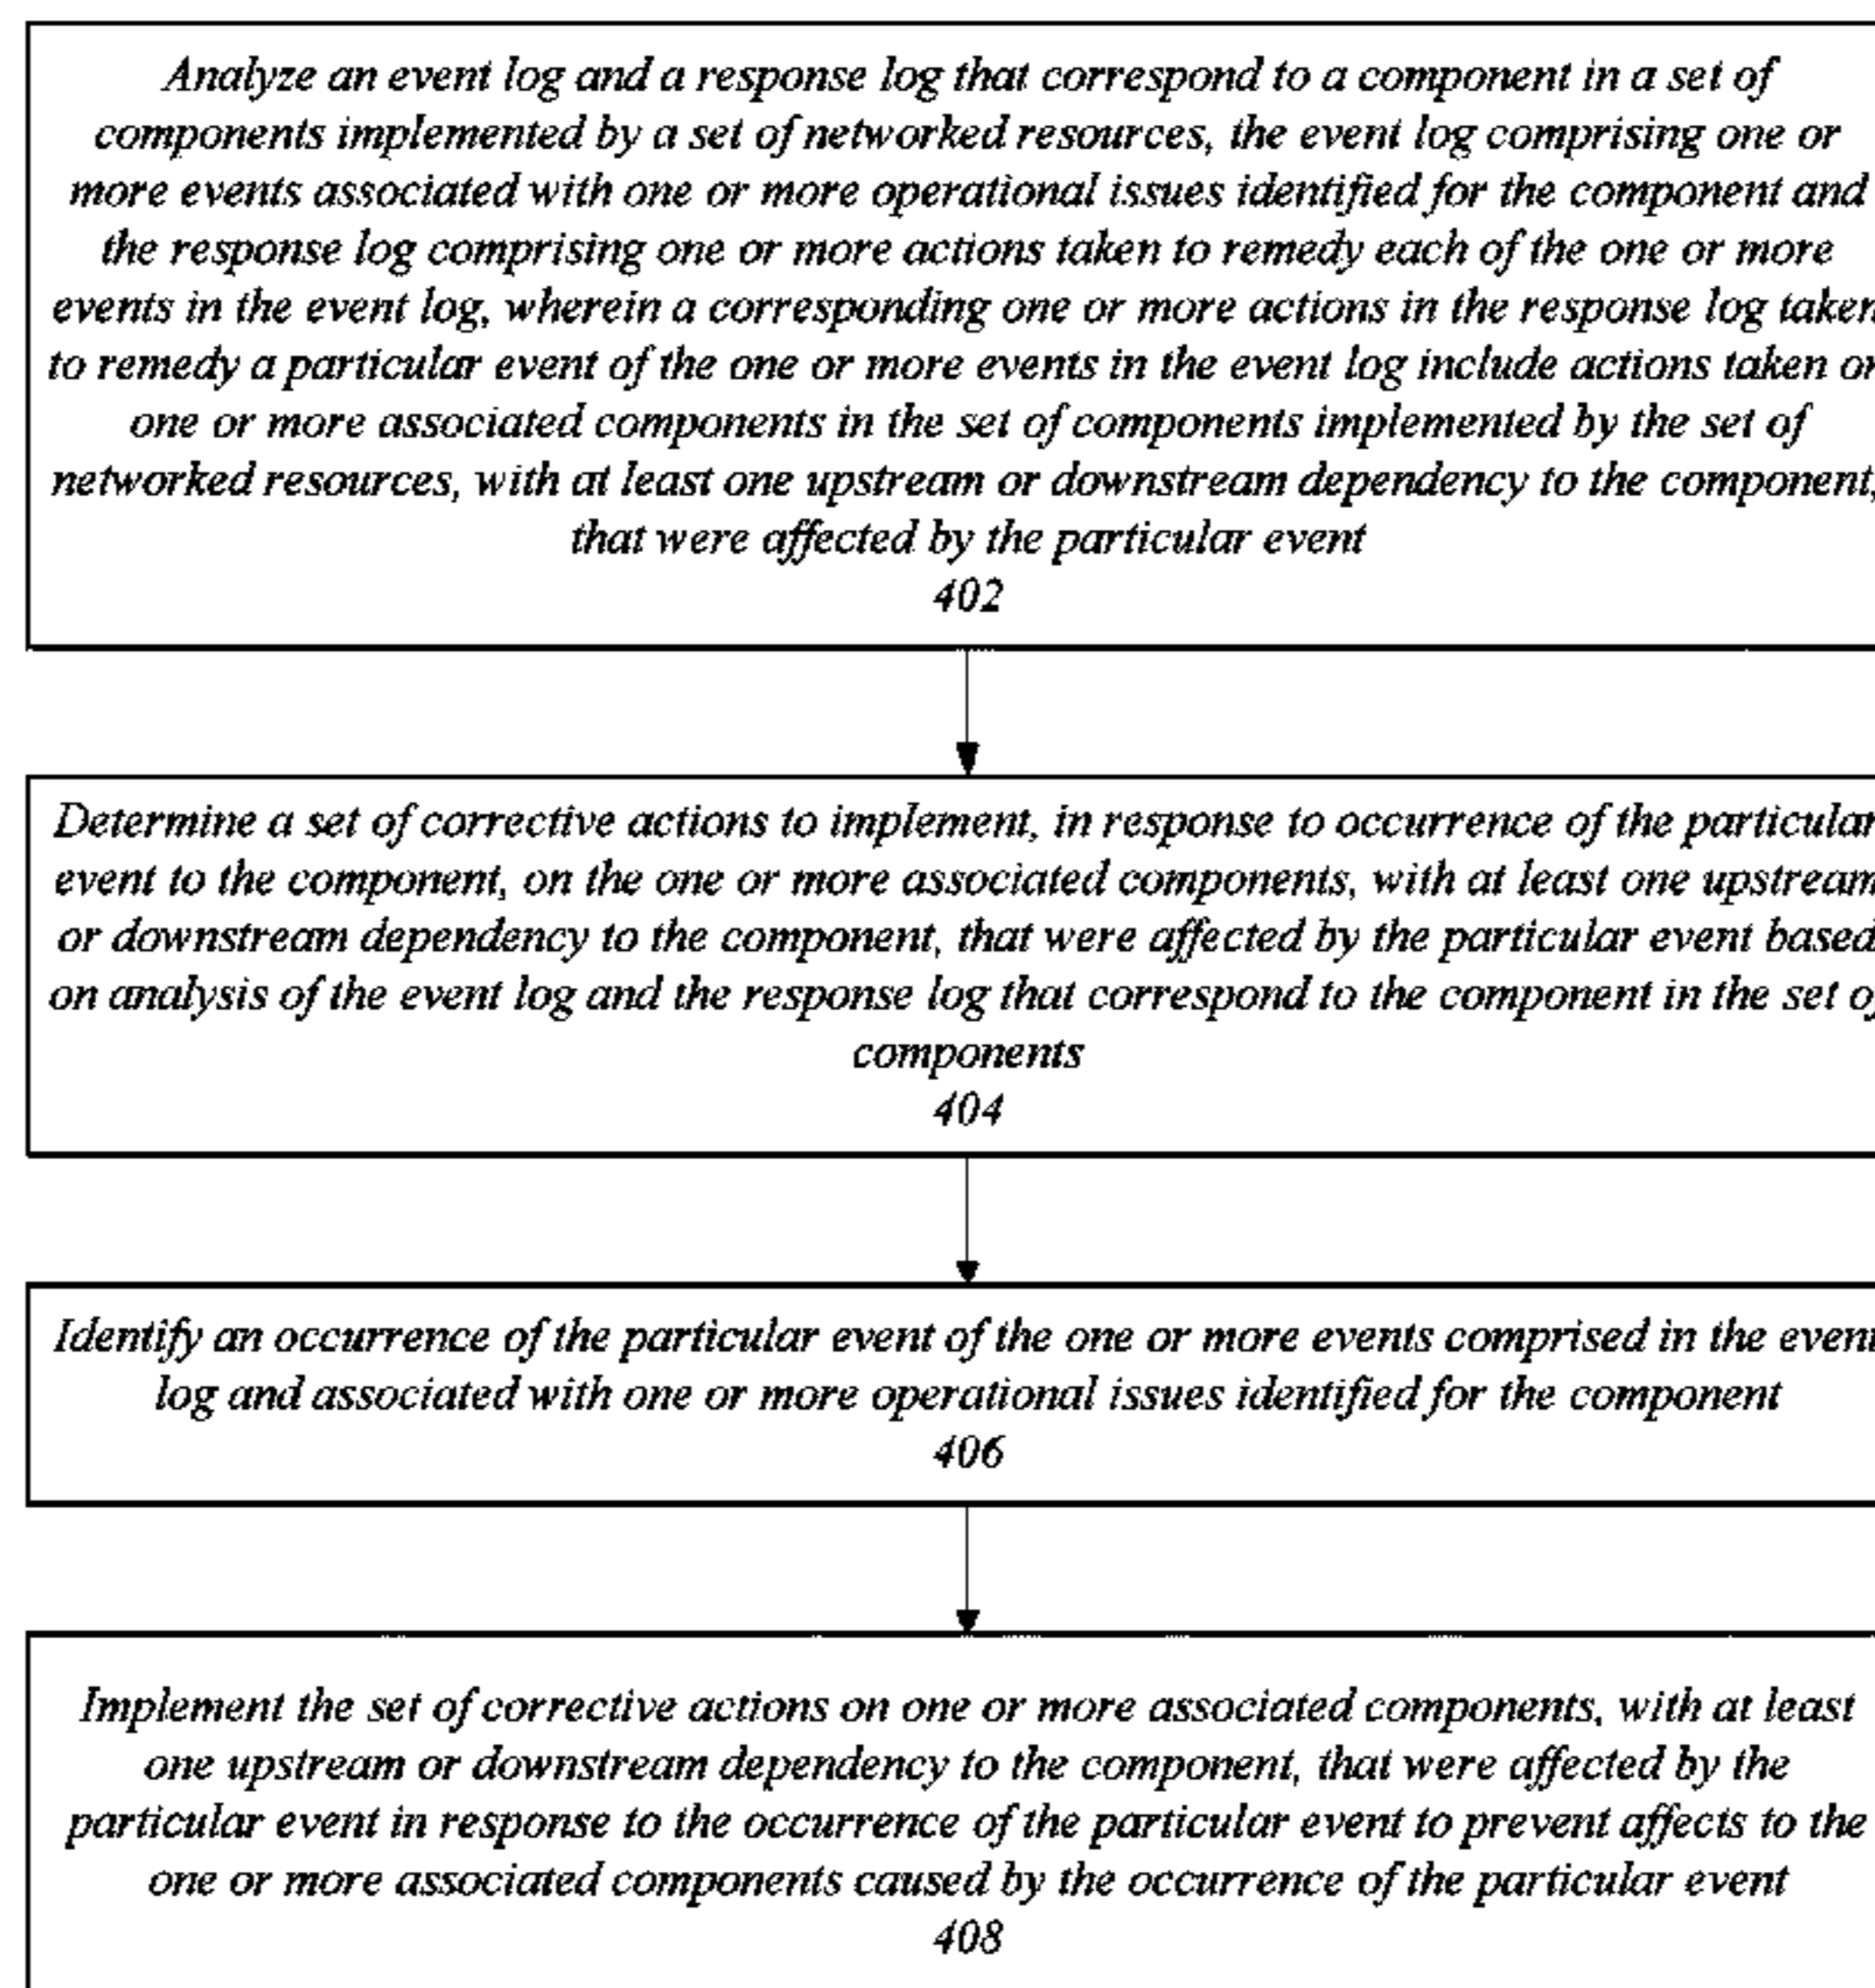 Analyze an event log and a response log that correspond to a component in a set of
components implemented by a set of networked resources, the event log comprising one or
more events associated with one or more operational issues identified for the component and
the response log comprising one or more actions taken to remedy each of the one or more
events in the event log, wherein a corresponding one or more actions in the response log taken
to remedy a particular event of the one or more events in the event log include actions taken on
one or more associated components in the set of components implemented by the set of
networked resources, with at least one upstream or downstream dependency to the component,
that were affected by the particular event
402
Determine a set of corrective actions to implement, in response to occurrence of the particular
event to the component, on the one or more associated components, with at least one upstream
or downstream dependency to the component, that were affected by the particular event based
on analysis of the event log and the response log that correspond to the component in the set of
components
404
Identify an occurrence of the particular event of the one or more events comprised in the event
log and associated with one or more operational issues identified for the component
406
Implement the set of corrective actions on one or more associated components, with at least
one upstream or downstream dependency to the component, that were affected by the
particular event in response to the occurrence of the particular event to prevent affects to the
one or more associated components caused by the occurrence of the particular event
408